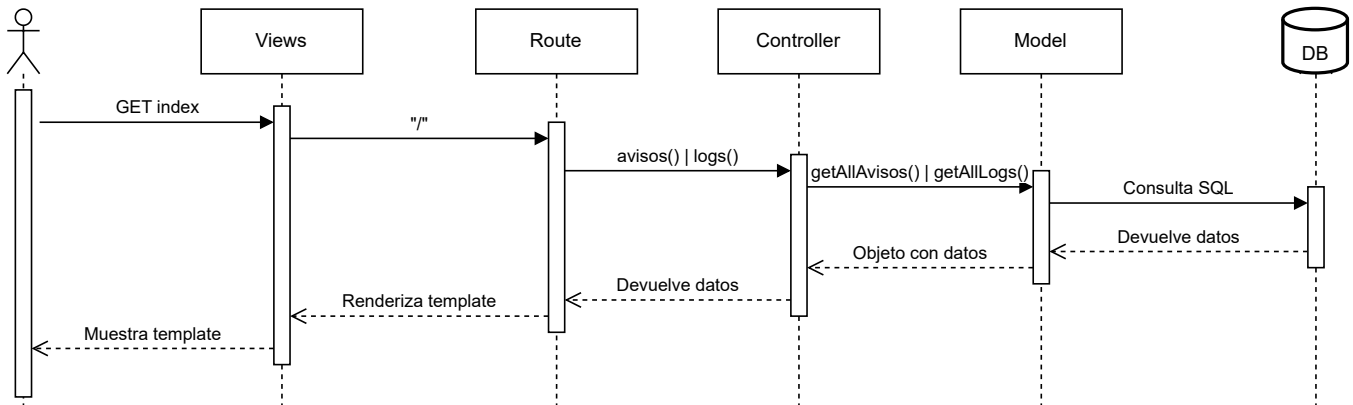 Views
Route
Controller
Model
DB
GET index
"/"
avisos() | logs()
getAllAvisos() | getAllLogs()
Consulta SQL
Devuelve datos
Objeto con datos
Devuelve datos
Renderiza template
Muestra template